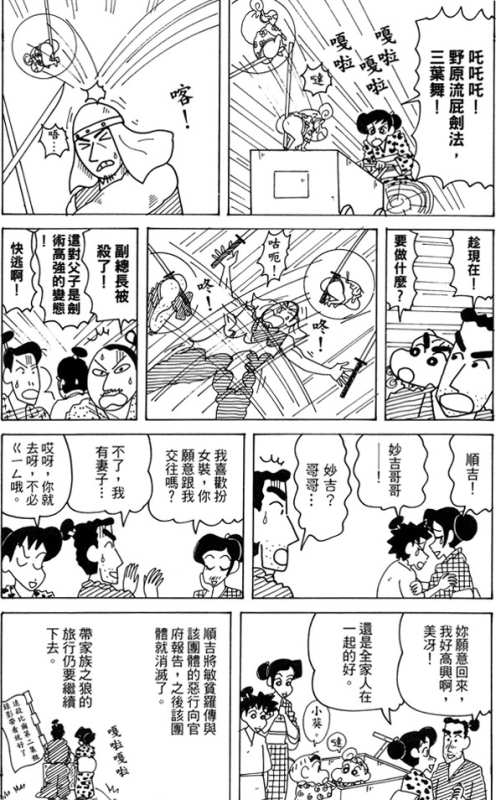 吒吒吒！
野原流屁劍法，
三葉舞！
嘎啦
嘎啦
嘎啦
噠
喀！
唔…
趁現在！
要做什麼？
咕呃！
咚！
咚！
副總長被
殺了！
這對父子是劍
術高強的變態
！
快逃啊！
順吉！
妙吉哥哥
──！
妙吉？
哥哥…
我喜歡扮
女裝，你
願意跟我
交往嗎？
不了，我
有妻子…
哎呀，你就
去呀，不必
ㄍㄧㄥ哦。
妳願意回來，
我好高興啊，
美冴！
還是全家人在
一起的好。
小葵。
噠
順吉將敏賀羅傳與
該團體的惡行向官
府報告，之後該團
體就消滅了。
帶家族之狼的
旅行仍要繼續
下去。
嘎啦
嘎啦